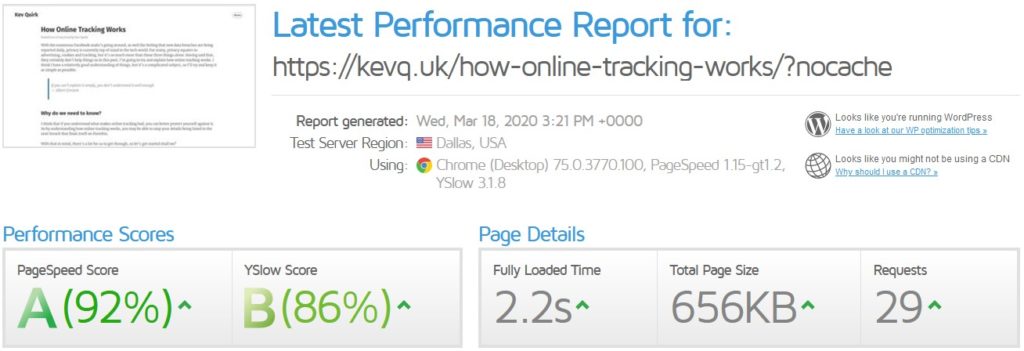 Kev Quirk
How Online Tracking Works
Why do we need to know?
Latest Performance Report for:
https://kevq.uk/how-online-tracking-works/?nocache
Report generated: Wed, Mar 18, 2020 3:21 PM +0000
Test Server Region: Dallas, USA
Using: Chrome (Desktop) 75.0.3770.100, PageSpeed 1.15-gt1.2,
YSlow 3.1.8
Looks like you're running WordPress
Have a look at our WP optimization tips »
Looks like you might not be using a CDN
Why should I use a CDN? »
Performance Scores
PageSpeed Score
A (92%)
YSlow Score
B (86%)
Page Details
Fully Loaded Time
2.2s
Total Page Size
656KB
Requests
29